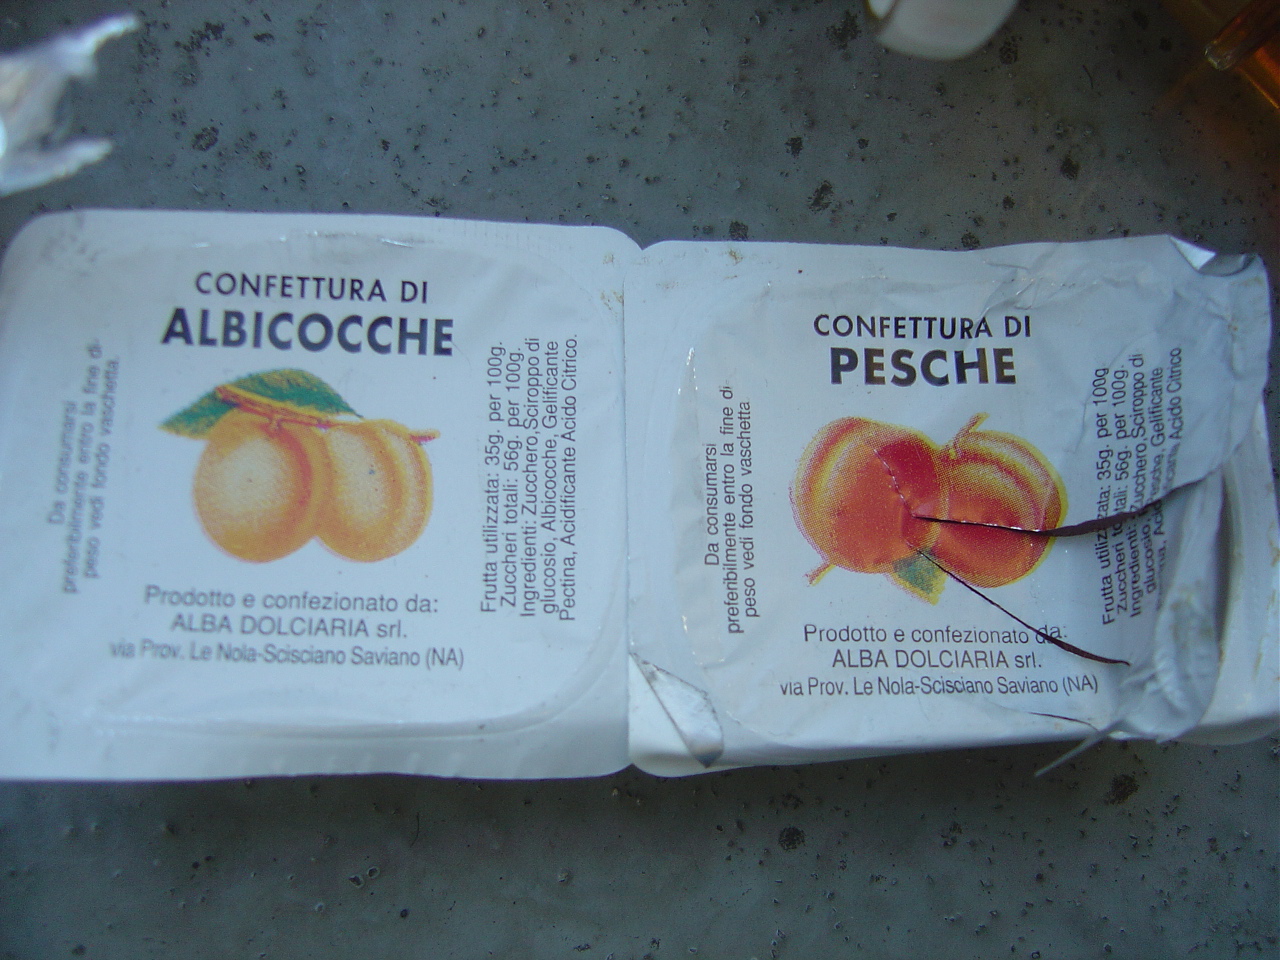 CONFETTURA DI
ALBICOCCHE
Da consumarsi
preferibilmente entro la fine di-
peso vedi fondo vaschetta.
Frutta utilizzata: 35g. per 100g.
Zuccheri totali: 56g. per 100g.
Ingredienti: Zucchero,Sciroppo di
glucosio, Albicocche, Gelificante
Pectina, Acidificante Acido Citrico.
Prodotto e confezionato da:
ALBA DOLCIARIA srl.
via Prov. Le Nola-Scisciano Saviano (NA)
CONFETTURA DI
PESCHE
Da consumarsi
preferibilmente entro la fine di
peso vedi fondo vaschetta
Frutta utilizzata: 35g. per 100g.
Zuccheri totali: 56g. per 100g.
Ingredienti: Zucchero,Sciroppo di
glucosio, Pesche, Gelificante
Acido Citrico
Prodotto e confezionato da:
ALBA DOLCIARIA srl.
via Prov. Le Nola-Scisciano Saviano (NA)